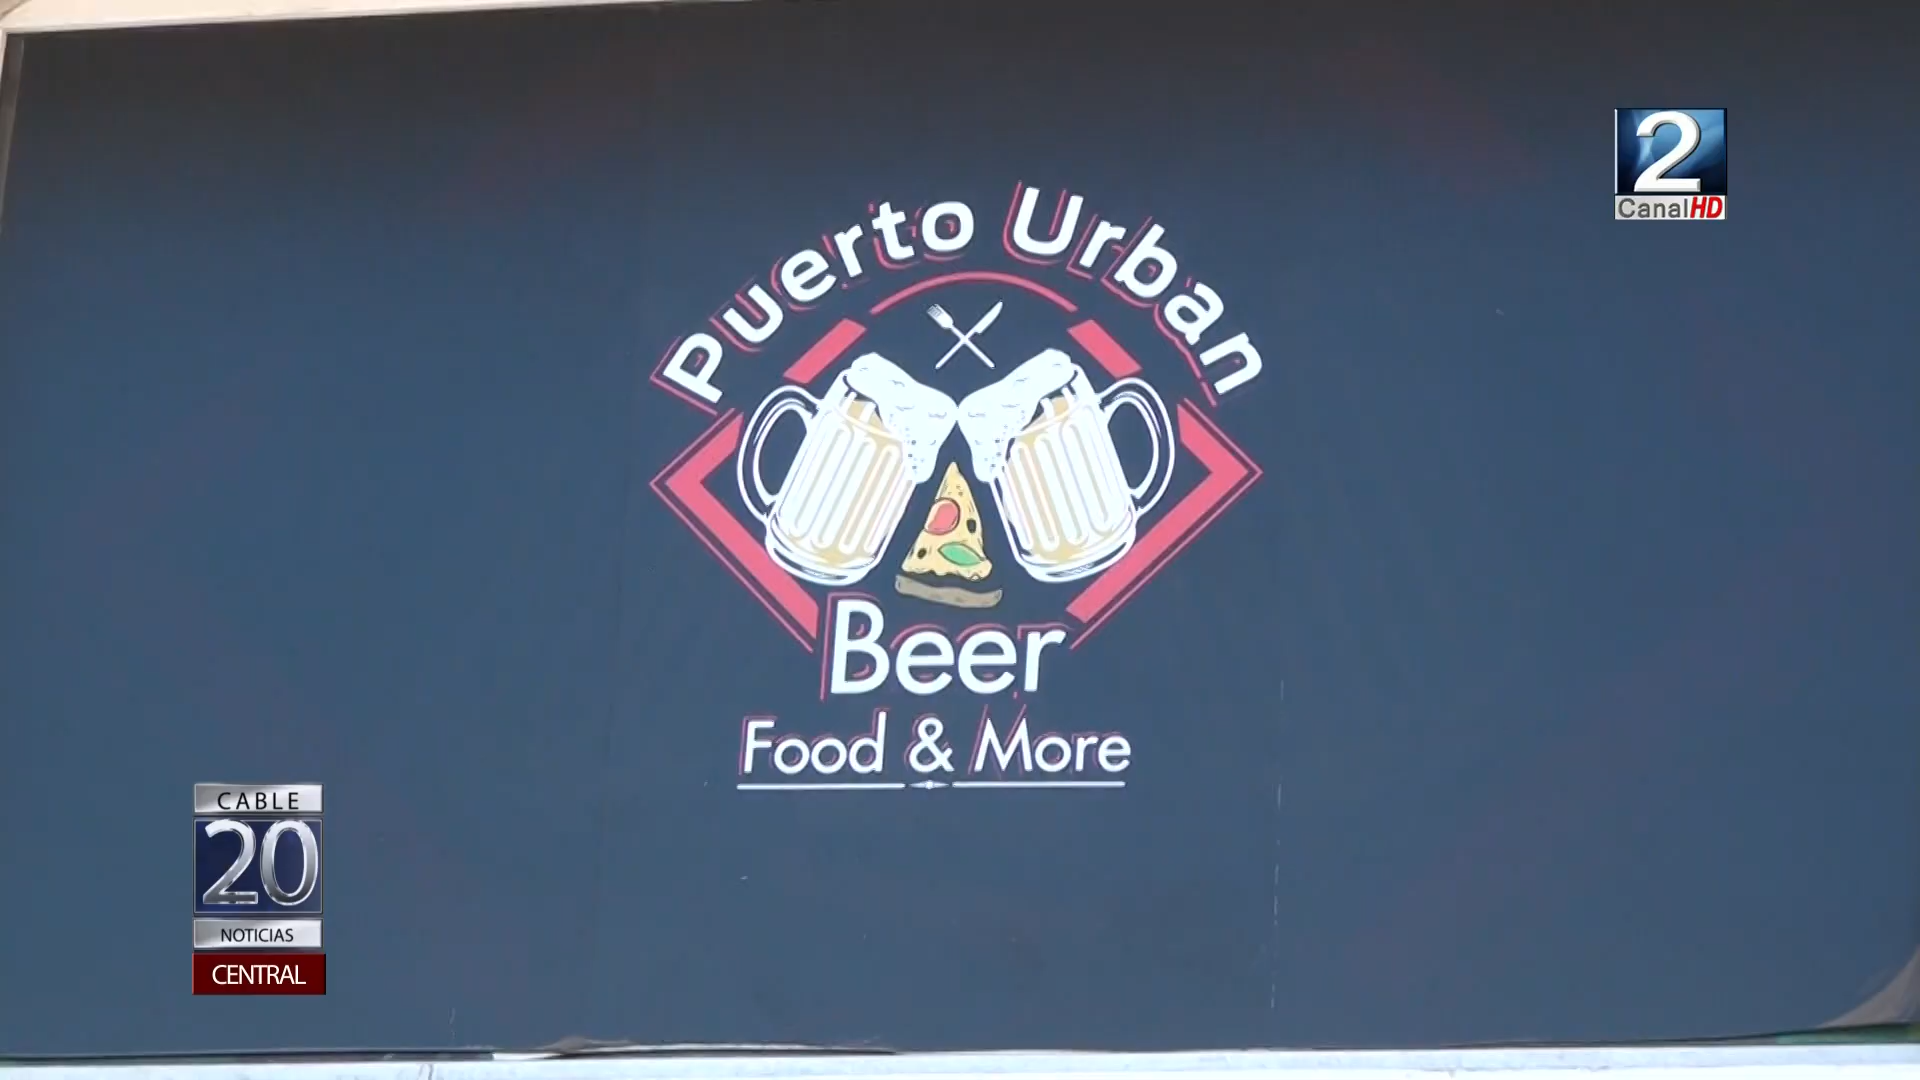 2
CanalHD
Puerto Urban
Beer
Food & More
CABLE
20
NOTICIAS
CENTRAL